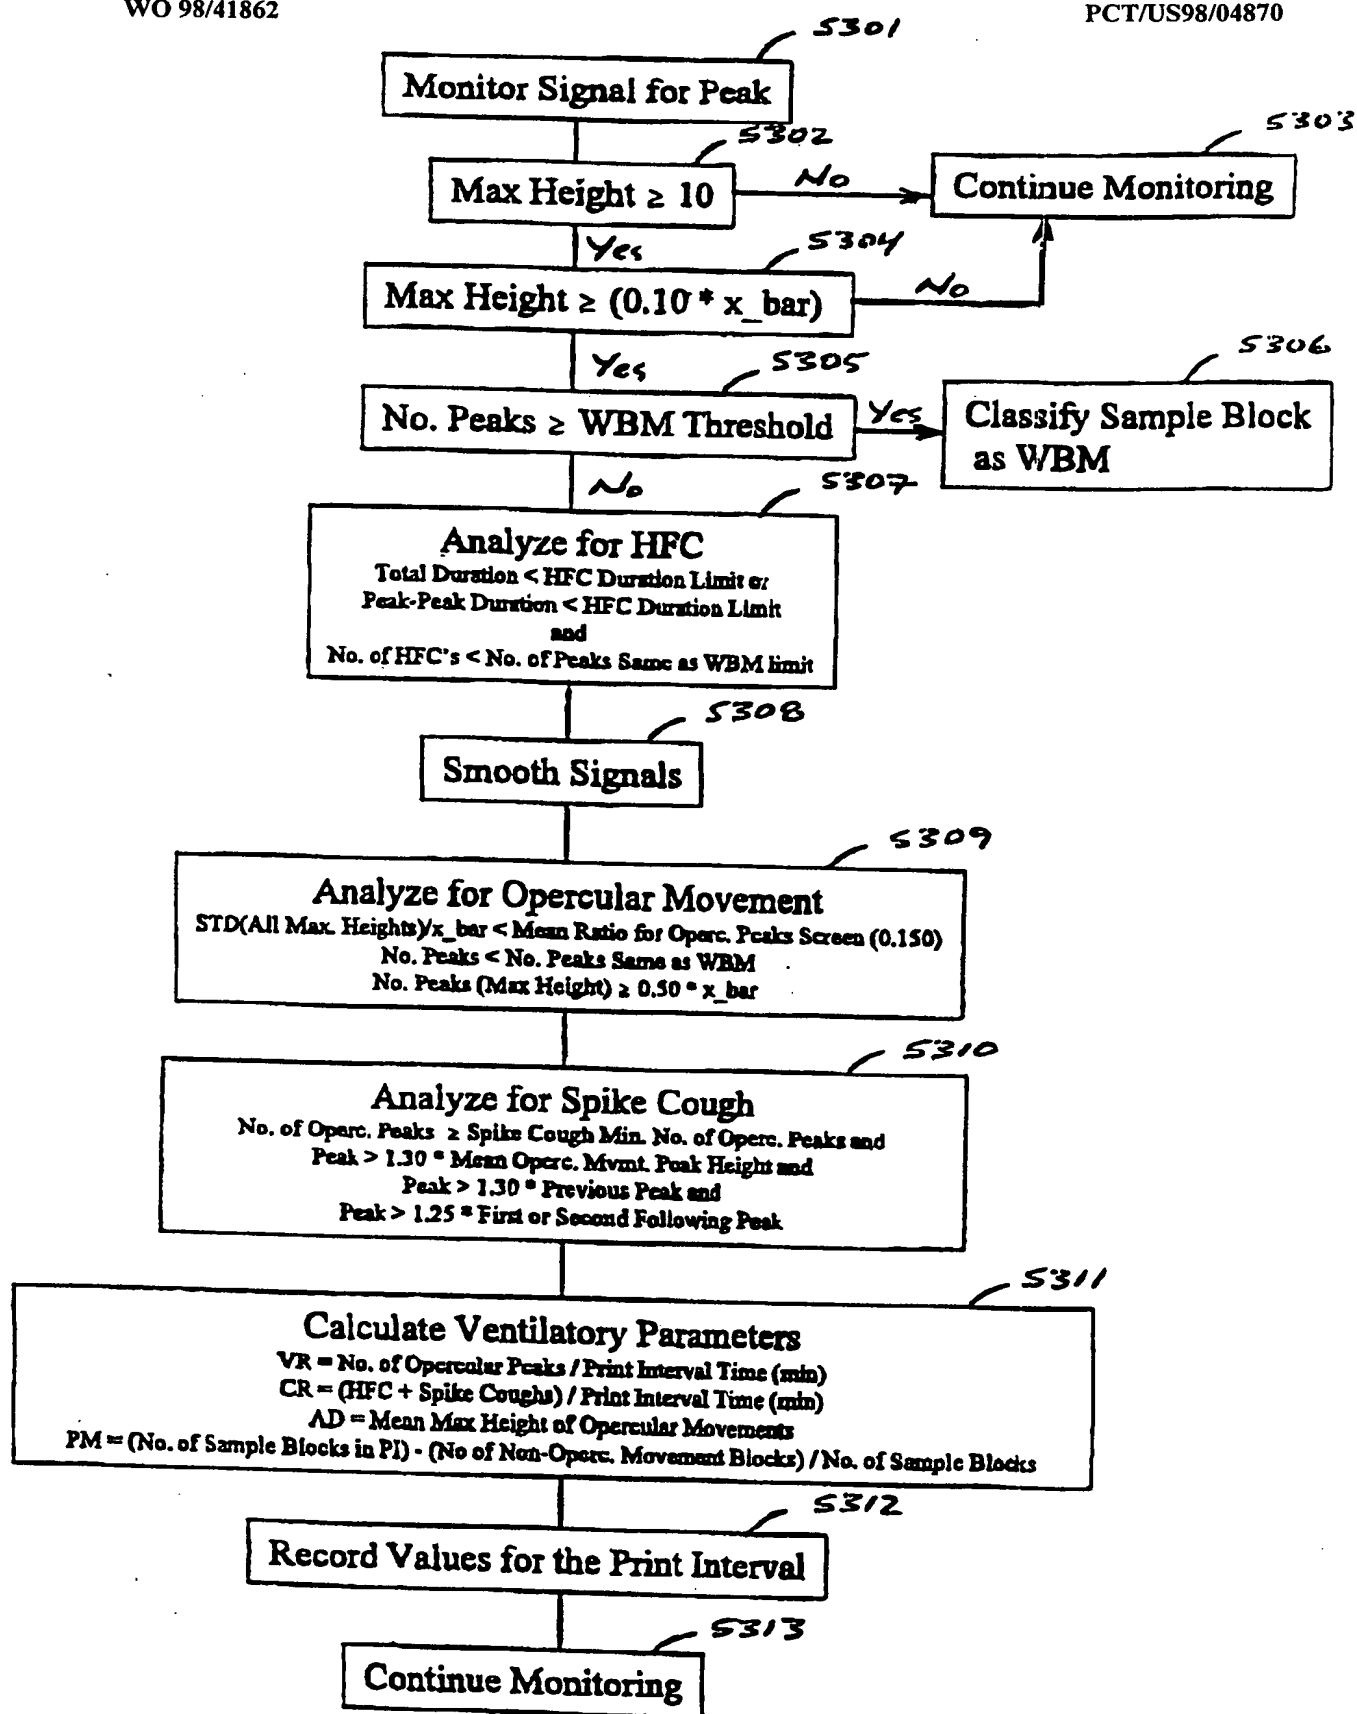 WO 98/41862
PCT/US98/04870
S301
Monitor Signal for Peak
S302
S303
Max Height ≥ 10
No
Continue Monitoring
Yes
S304
Max Height ≥ (0.10 * x_bar)
No
Yes
S305
S306
No. Peaks ≥ WBM Threshold
Yes
Classify Sample Block
as WBM
No
S307
Analyze for HFC
Total Duration < HFC Duration Limit or
Peak-Peak Duration < HFC Duration Limit
and
No. of HFC's < No. of Peaks Same as WBM limit
S308
Smooth Signals
S309
Analyze for Opercular Movement
STD(All Max. Heights)/x_bar < Mean Ratio for Operc. Peaks Screen (0.150)
No. Peaks < No. Peaks Same as WBM
No. Peaks (Max Height) ≥ 0.50 * x_bar
S310
Analyze for Spike Cough
No. of Operc. Peaks ≥ Spike Cough Min. No. of Operc. Peaks and
Peak > 1.30 * Mean Operc. Mvmt. Peak Height and
Peak > 1.30 * Previous Peak and
Peak > 1.25 * First or Second Following Peak
S311
Calculate Ventilatory Parameters
VR = No. of Opercular Peaks / Print Interval Time (min)
CR = (HFC + Spike Coughs) / Print Interval Time (min)
AD = Mean Max Height of Opercular Movements
PM = (No. of Sample Blocks in PI) - (No of Non-Operc. Movement Blocks) / No. of Sample Blocks
S312
Record Values for the Print Interval
S313
Continue Monitoring